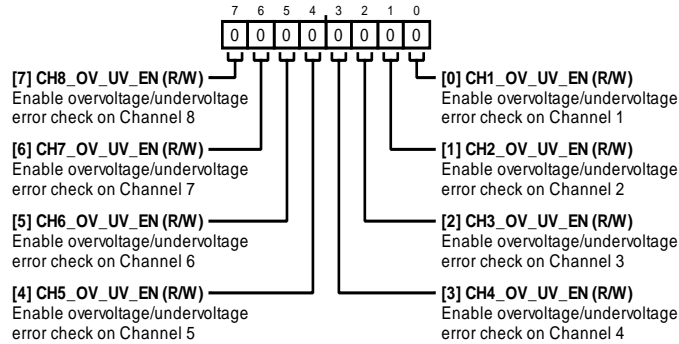 7 6 5 4 3 2 1 0
0 0 0 0 0 0 0 0
[7] CH8_OV_UV_EN (R/W)
Enable overvoltage/undervoltage
error check on Channel 8
[6] CH7_OV_UV_EN (R/W)
Enable overvoltage/undervoltage
error check on Channel 7
[5] CH6_OV_UV_EN (R/W)
Enable overvoltage/undervoltage
error check on Channel 6
[4] CH5_OV_UV_EN (R/W)
Enable overvoltage/undervoltage
error check on Channel 5
[0] CH1_OV_UV_EN (R/W)
Enable overvoltage/undervoltage
error check on Channel 1
[1] CH2_OV_UV_EN (R/W)
Enable overvoltage/undervoltage
error check on Channel 2
[2] CH3_OV_UV_EN (R/W)
Enable overvoltage/undervoltage
error check on Channel 3
[3] CH4_OV_UV_EN (R/W)
Enable overvoltage/undervoltage
error check on Channel 4